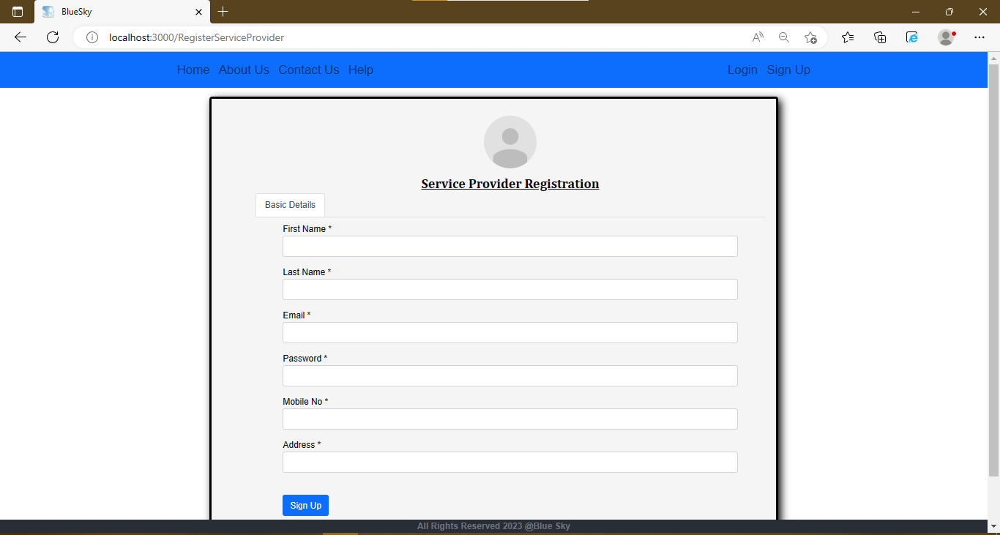 BlueSky
localhost:3000/RegisterServiceProvider
Home About Us Contact Us Help Login Sign Up
Service Provider Registration
Basic Details
First Name *
Last Name *
Email *
Password *
Mobile No *
Address *
Sign Up
All Rights Reserved 2023 @Blue Sky